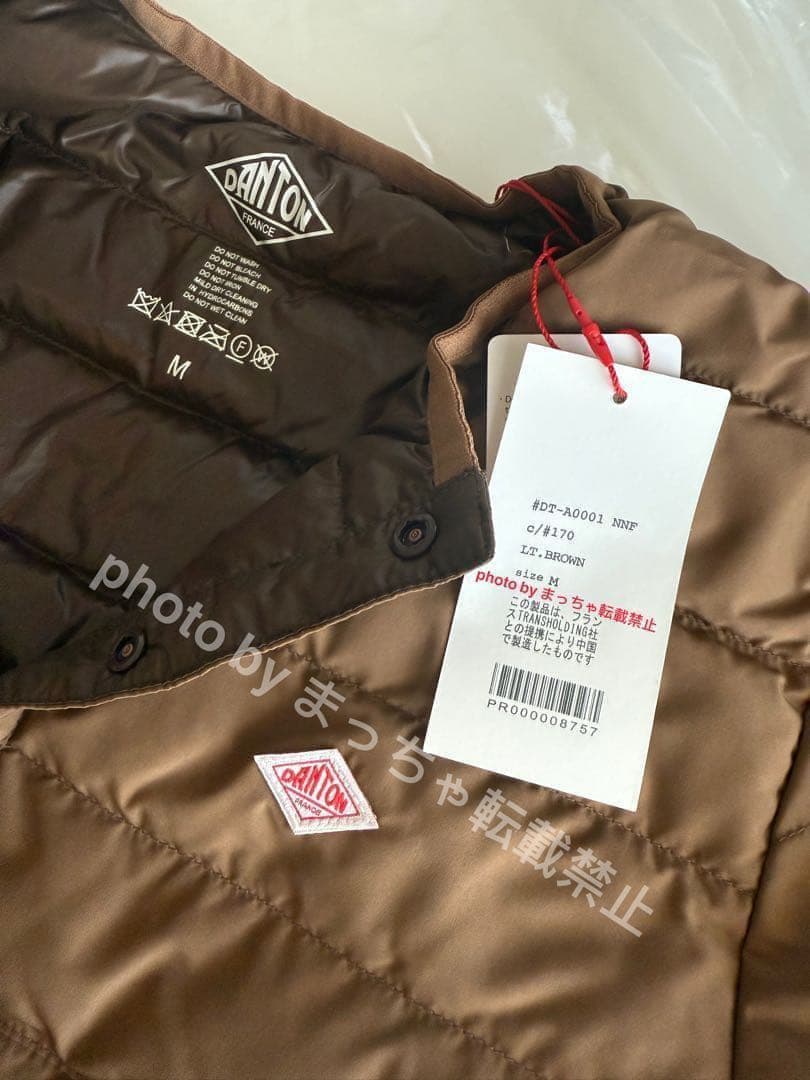 DANTON
FRANCE
DO NOT WASH
DO NOT BLEACH
DO NOT TUMBLE DRY
DO NOT IRON
MILD DRY CLEANING
IN HYDROCARBONS
DO NOT WET CLEAN
F
M
#DT-A0001 NNF
c/#170
LT.BROWN
size M
photo by まっちゃ転載禁止
この製品は、フラン
スTRANSHOLDING社
との提携により中国
で製造したものです
PR000008757
photo by まっちゃ転載禁止
DANTON
FRANCE